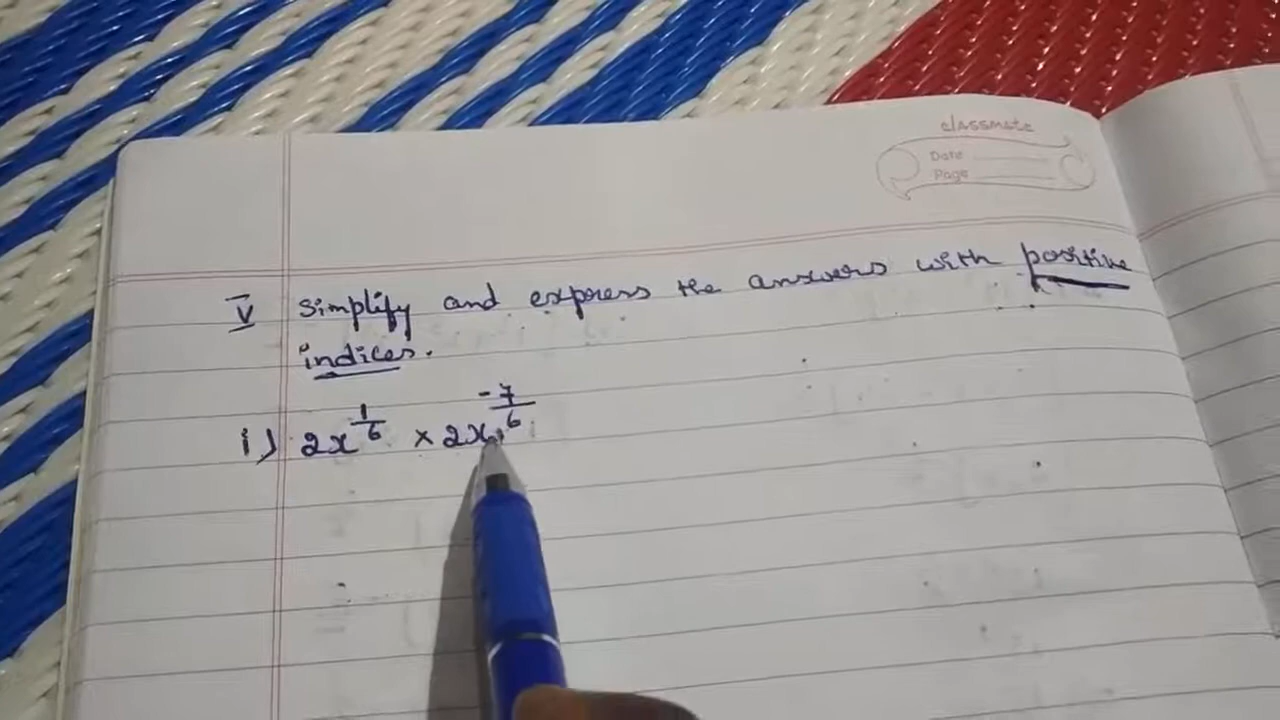 classmate
Date
Page
V Simplify and express the answers with positive
indices.
i) 2x^{1/6} × 2x^{-7/6}